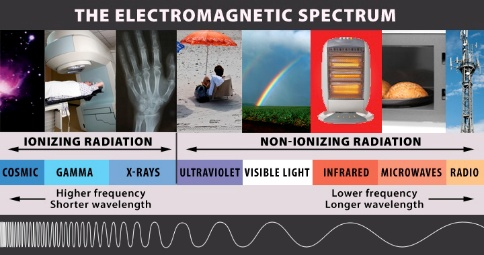 THE ELECTROMAGNETIC SPECTRUM
IONIZING RADIATION
NON-IONIZING RADIATION
COSMIC
GAMMA
X-RAYS
ULTRAVIOLET
VISIBLE LIGHT
INFRARED
MICROWAVES
RADIO
Higher frequency
Shorter wavelength
Lower frequency
Longer wavelength